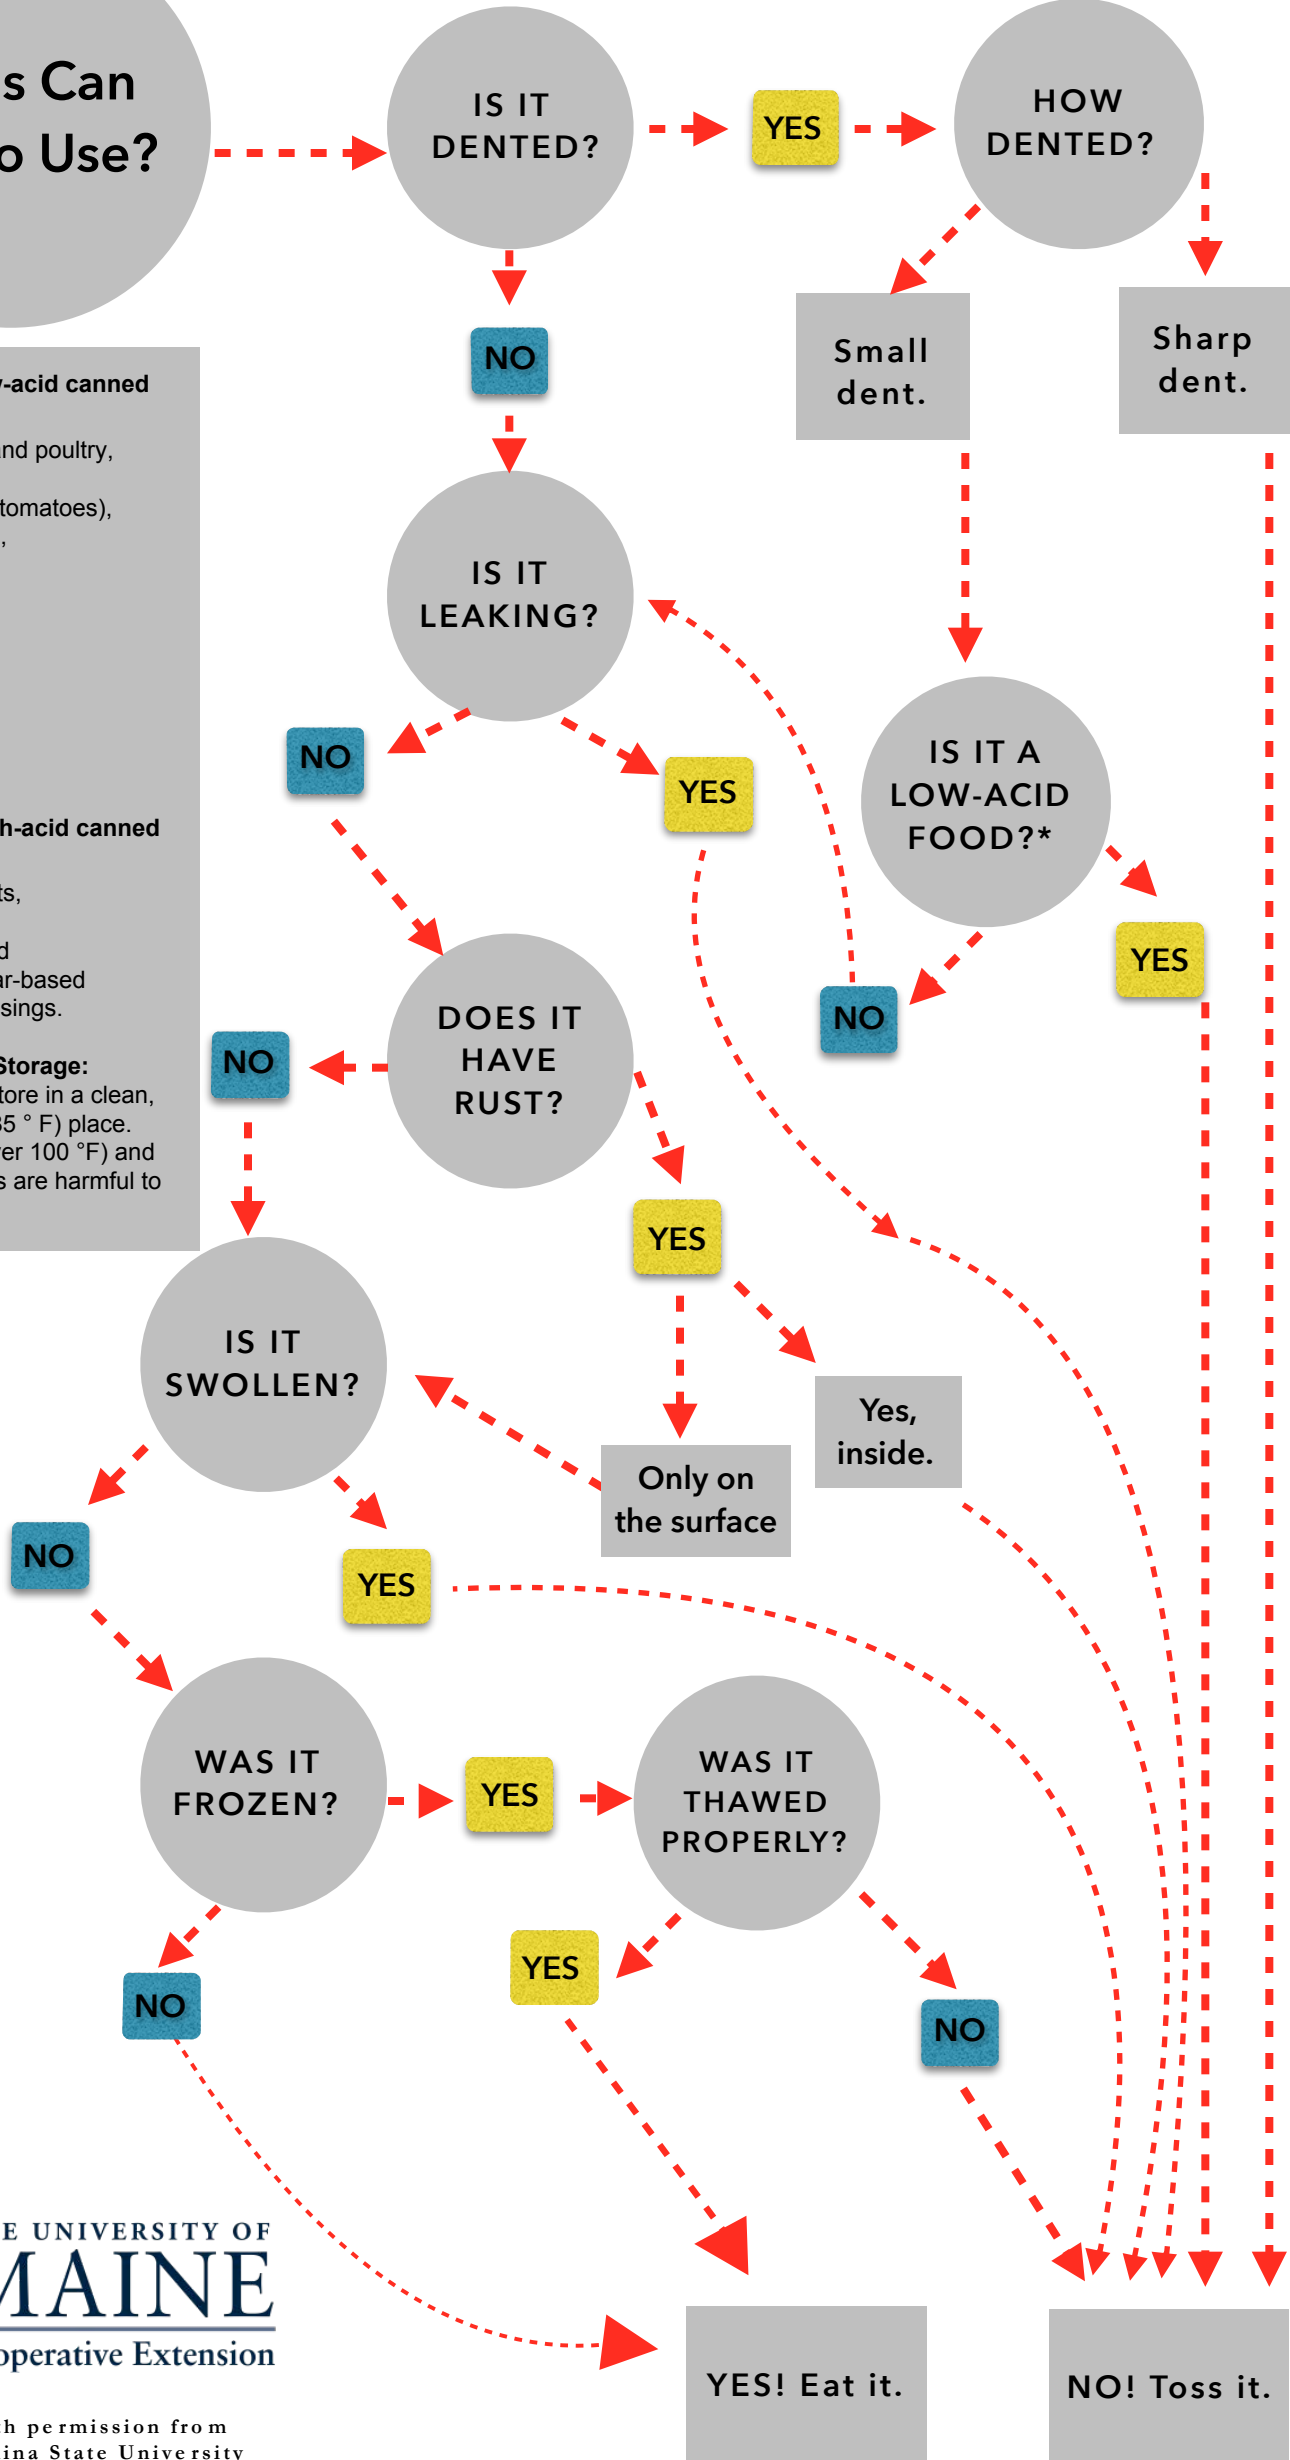 s Can
o Use?
IS IT
DENTED?
YES
HOW
DENTED?
NO
Small
dent.
Sharp
dent.
-acid canned
nd poultry,
tomatoes),
,
h-acid canned
ts,
d
ar-based
sings.
Storage:
tore in a clean,
35 ° F) place.
er 100 °F) and
s are harmful to
IS IT
LEAKING?
NO
YES
IS IT A
LOW-ACID
FOOD?*
YES
NO
DOES IT
HAVE
RUST?
NO
YES
IS IT
SWOLLEN?
Only on
the surface
Yes,
inside.
NO
YES
WAS IT
FROZEN?
YES
WAS IT
THAWED
PROPERLY?
NO
YES
NO
E UNIVERSITY OF
MAINE
operative Extension
th permission from
lina State University
YES! Eat it.
NO! Toss it.